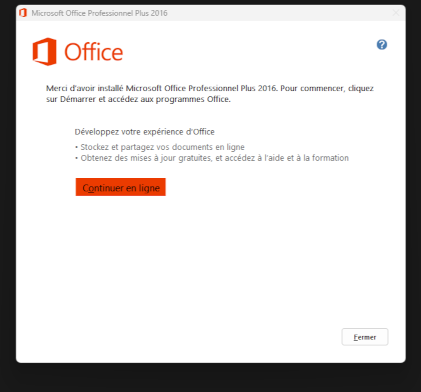 Microsoft Office Professionnel Plus 2016
Office
?
Merci d'avoir installé Microsoft Office Professionnel Plus 2016. Pour commencer, cliquez
sur Démarrer et accédez aux programmes Office.
Développez votre expérience d'Office
• Stockez et partagez vos documents en ligne
• Obtenez des mises à jour gratuites, et accédez à l'aide et à la formation
Continuer en ligne
Fermer